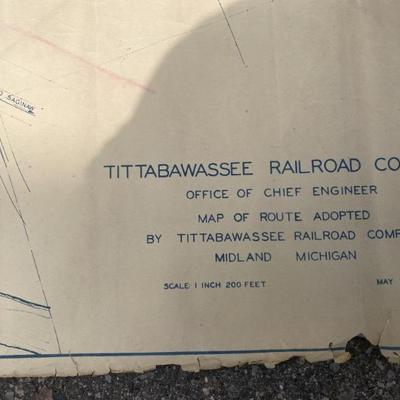 O SAGINAW
TITTABAWASSEE RAILROAD CO
OFFICE OF CHIEF ENGINEER
MAP OF ROUTE ADOPTED
BY TITTABAWASSEE RAILROAD COMP
MIDLAND MICHIGAN
SCALE: 1 INCH 200 FEET MAY